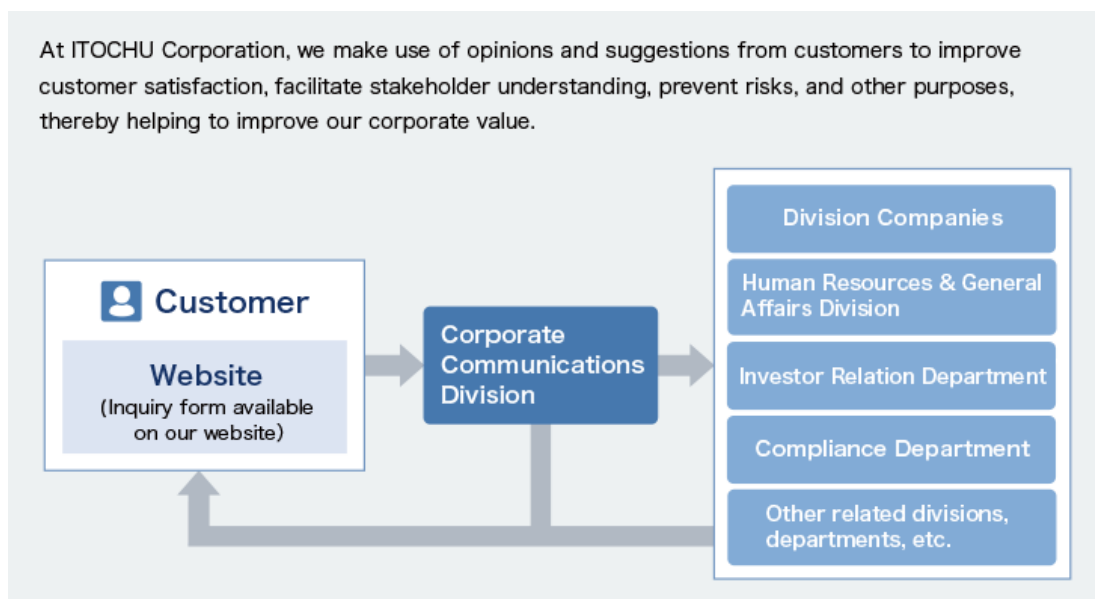 At ITOCHU Corporation, we make use of opinions and suggestions from customers to improve
customer satisfaction, facilitate stakeholder understanding, prevent risks, and other purposes,
thereby helping to improve our corporate value.
Customer
Website
(Inquiry form available
on our website)
Corporate
Communications
Division
Division Companies
Human Resources & General
Affairs Division
Investor Relation Department
Compliance Department
Other related divisions,
departments, etc.